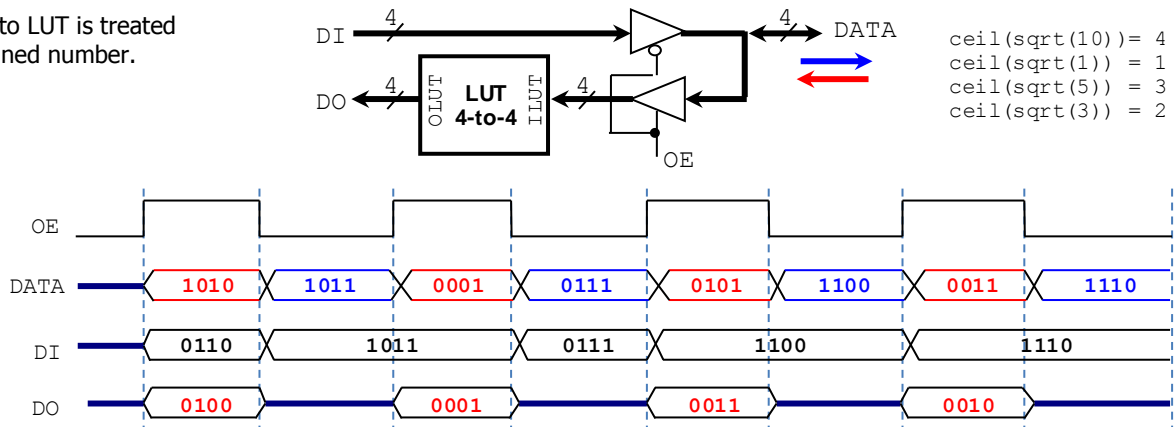 to LUT is treated
ned number.
DI 4 4 DATA
DO 4 OLUT LUT 4-to-4 ILUT 4
OE
ceil(sqrt(10))= 4
ceil(sqrt(1)) = 1
ceil(sqrt(5)) = 3
ceil(sqrt(3)) = 2
OE
DATA 1010 1011 0001 0111 0101 1100 0011 1110
DI 0110 1011 0111 1100 1110
DO 0100 0001 0011 0010